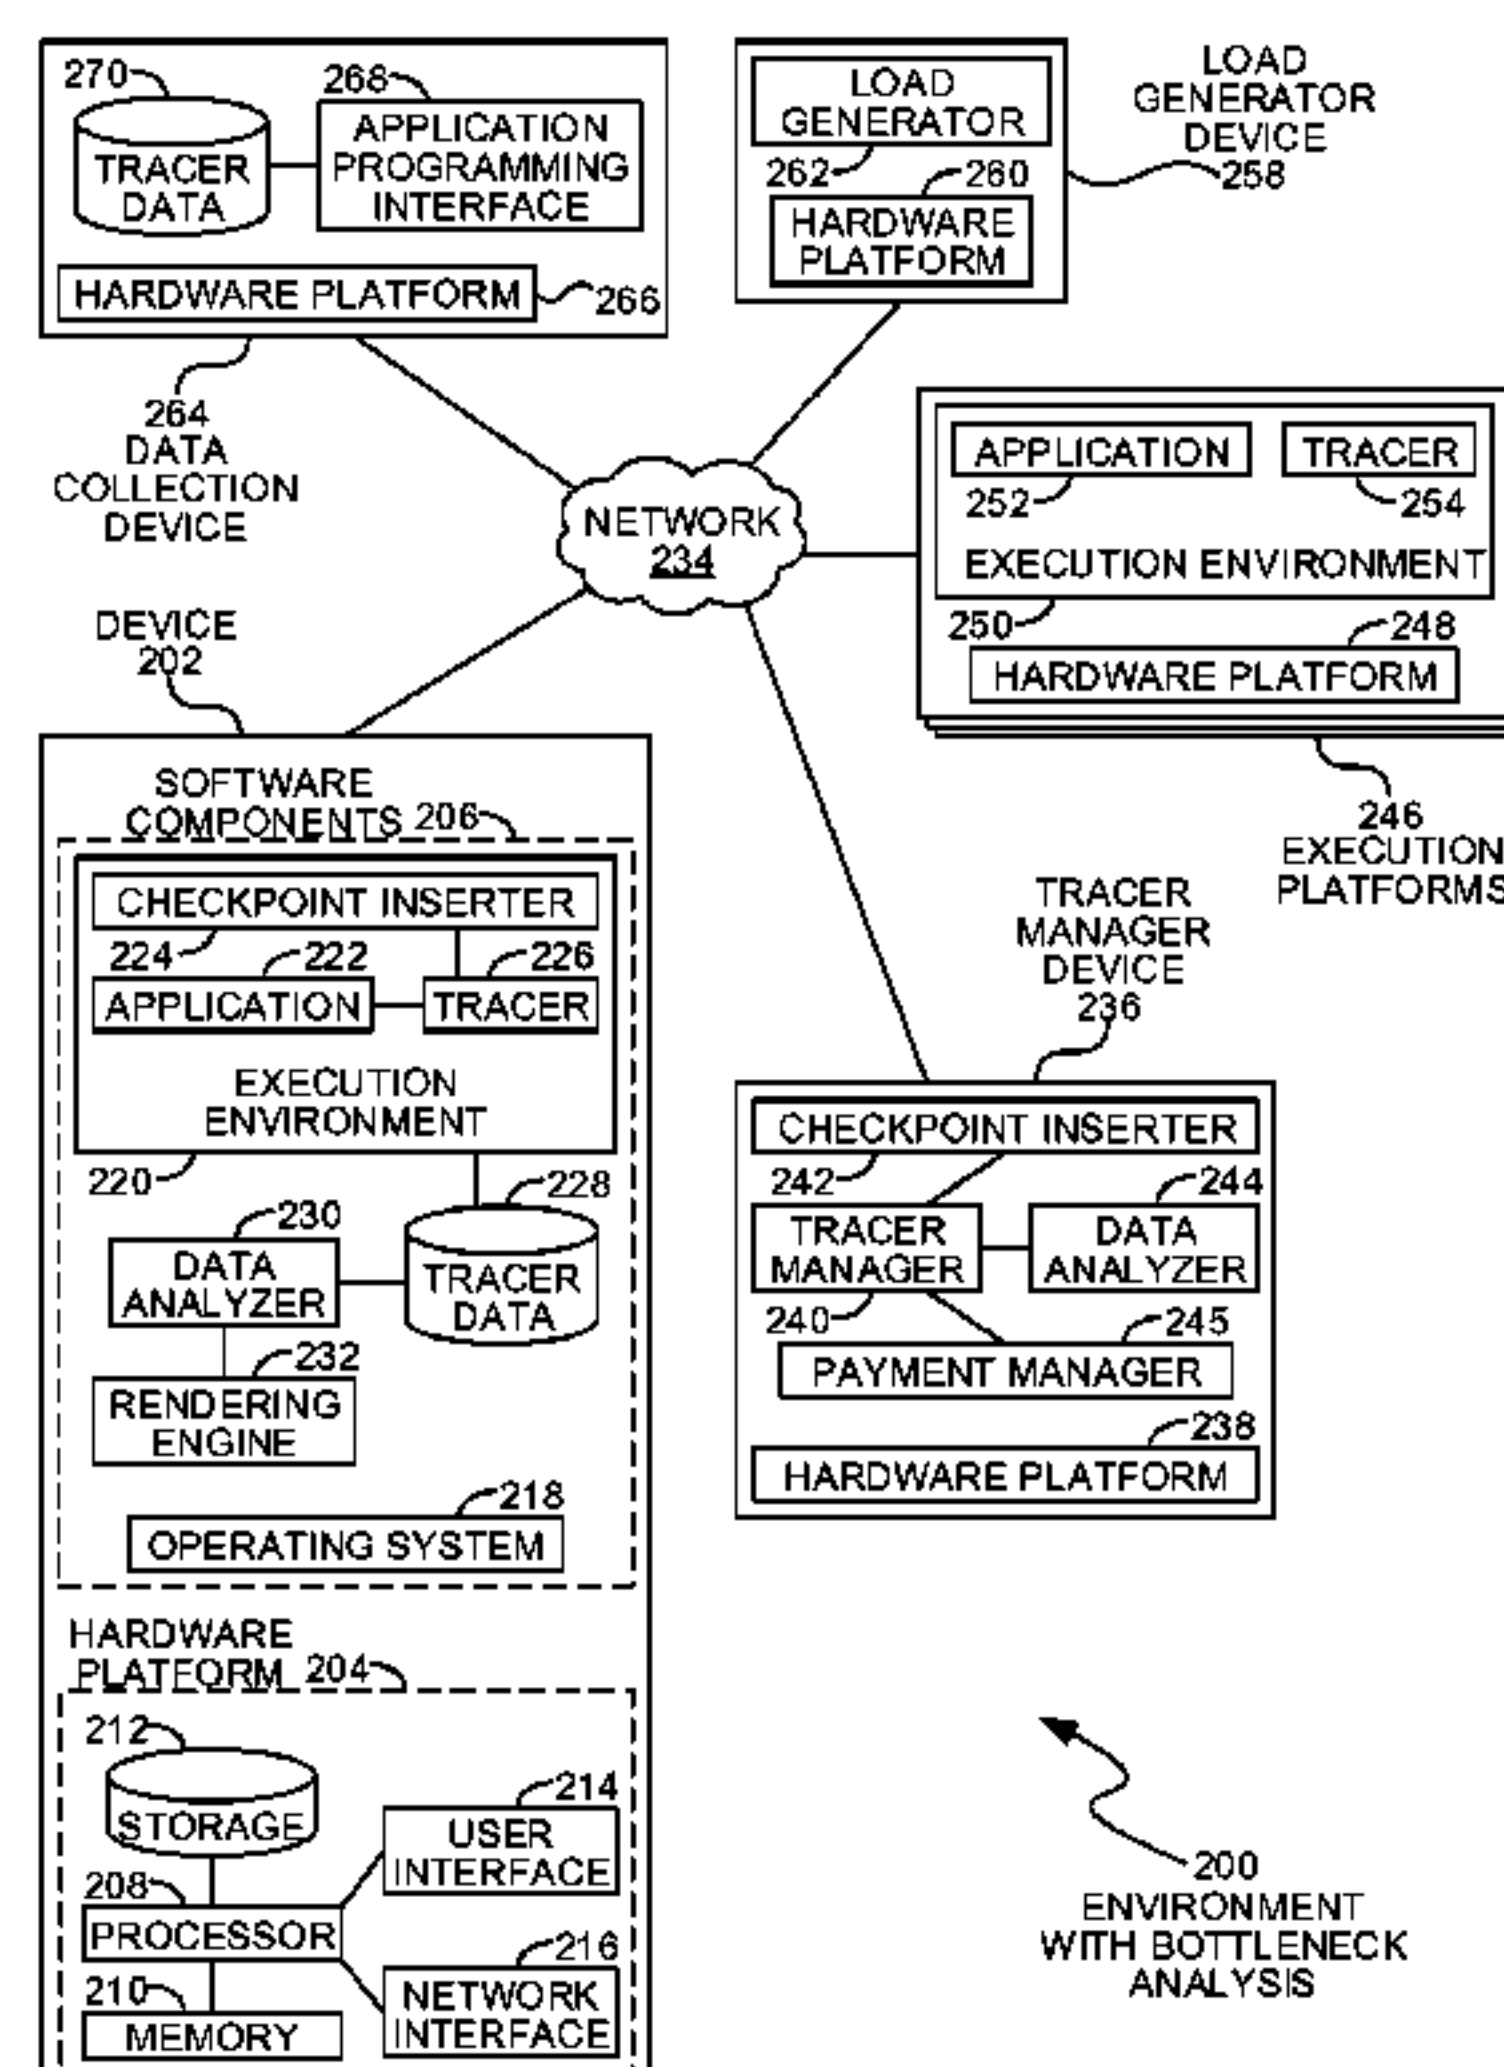 270
268
TRACER
DATA
APPLICATION
PROGRAMMING
INTERFACE
HARDWARE PLATFORM
266
264
DATA
COLLECTION
DEVICE
LOAD
GENERATOR
262
260
HARDWARE
PLATFORM
LOAD
GENERATOR
DEVICE
258
NETWORK
234
APPLICATION
252
TRACER
254
EXECUTION ENVIRONMENT
250
248
HARDWARE PLATFORM
246
EXECUTION
PLATFORMS
DEVICE
202
SOFTWARE
COMPONENTS 206
CHECKPOINT INSERTER
224
222
226
APPLICATION
TRACER
EXECUTION
ENVIRONMENT
220
228
230
DATA
ANALYZER
TRACER
DATA
232
RENDERING
ENGINE
218
OPERATING SYSTEM
HARDWARE
PLATFORM 204
212
STORAGE
214
USER
INTERFACE
208
PROCESSOR
216
NETWORK
INTERFACE
210
MEMORY
TRACER
MANAGER
DEVICE
236
CHECKPOINT INSERTER
242
244
TRACER
MANAGER
DATA
ANALYZER
240
245
PAYMENT MANAGER
238
HARDWARE PLATFORM
200
ENVIRONMENT
WITH BOTTLENECK
ANALYSIS